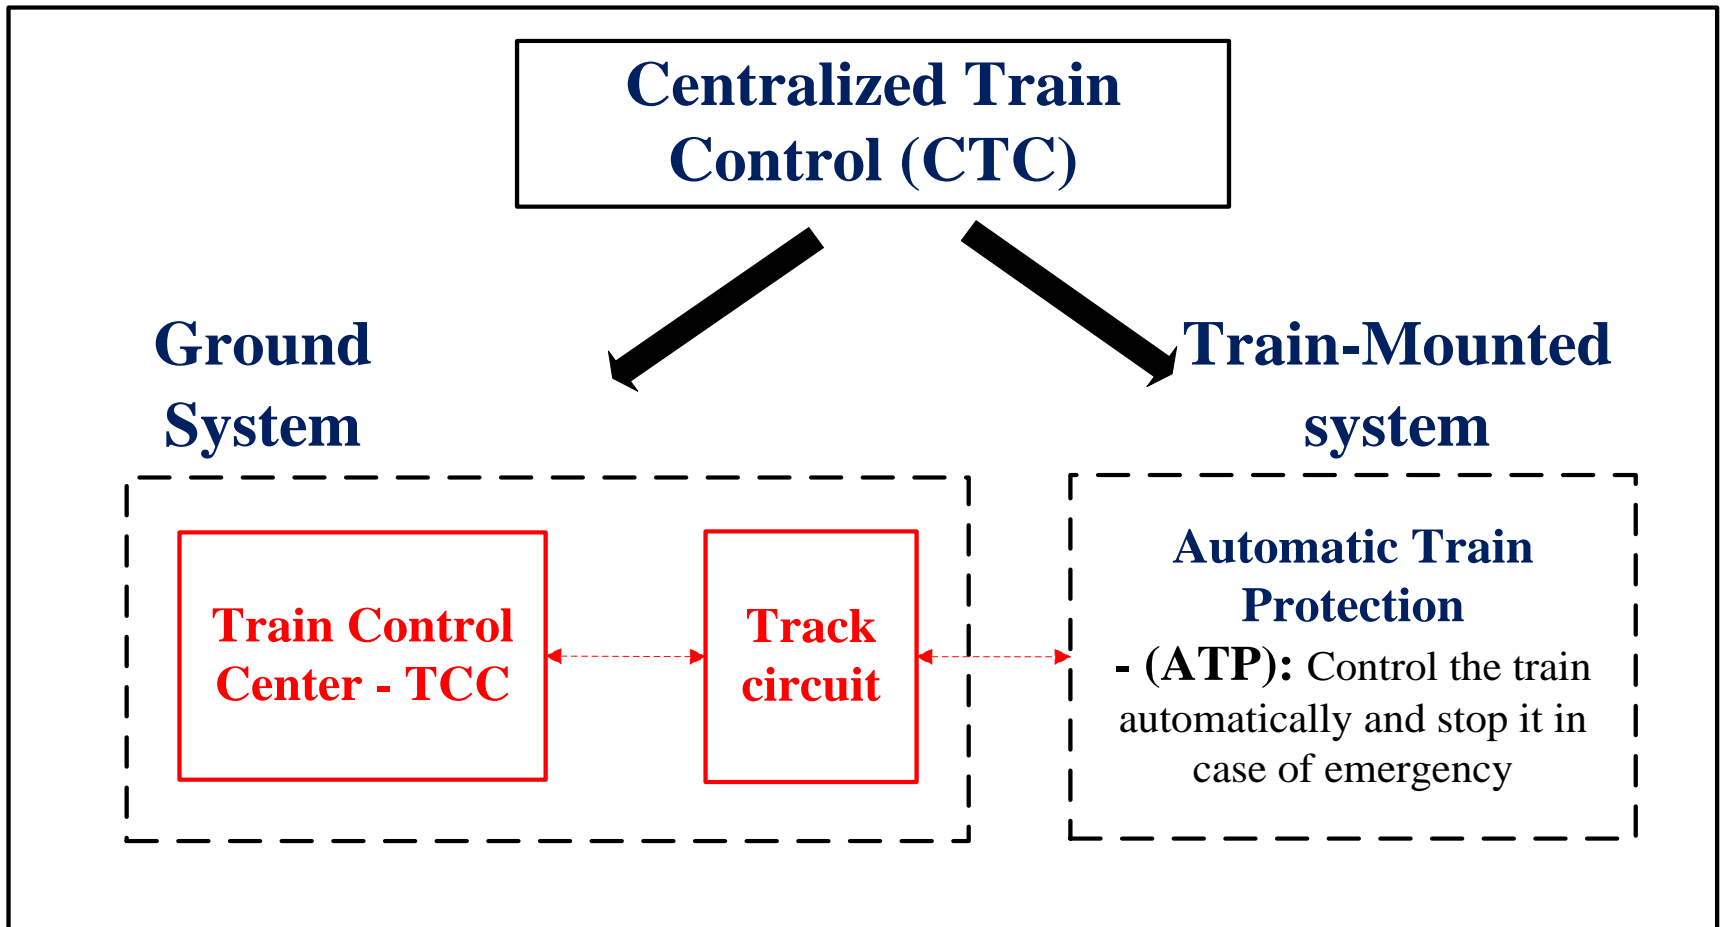 Centralized Train
Control (CTC)
Ground
System
Train-Mounted
system
Train Control
Center - TCC
Track
circuit
Automatic Train
Protection
- (ATP): Control the train
automatically and stop it in
case of emergency